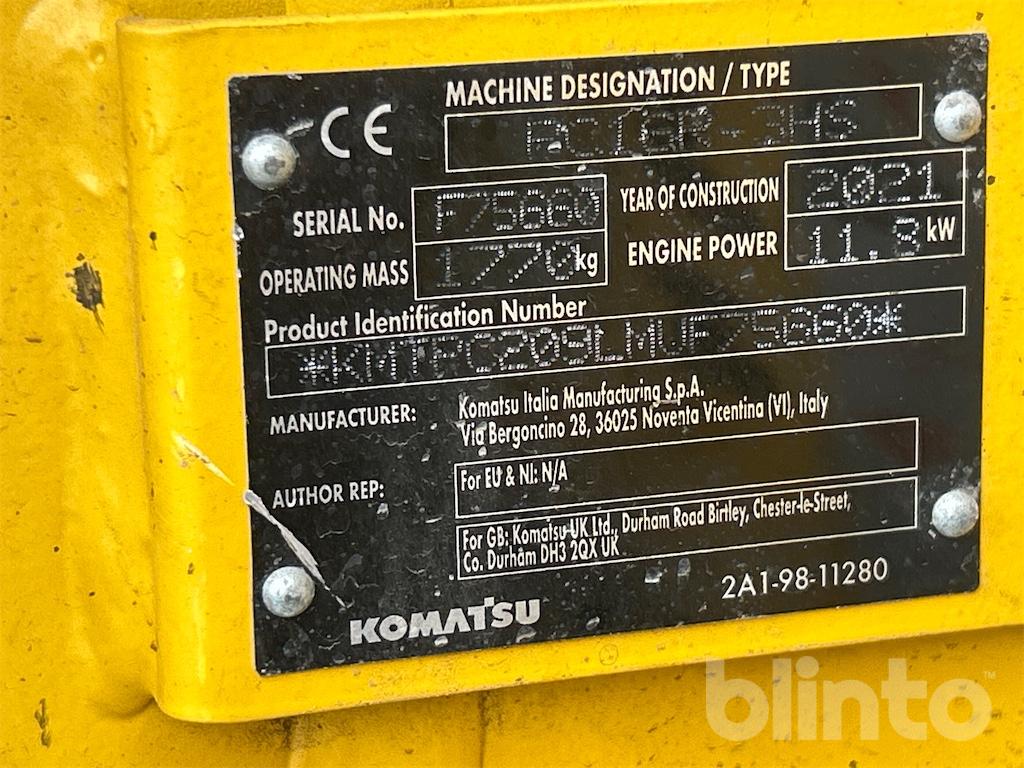 CE
MACHINE DESIGNATION / TYPE
PC16R-3HS
SERIAL No. F75660
YEAR OF CONSTRUCTION 2021
OPERATING MASS 1770 kg
ENGINE POWER 11.8 kW
Product Identification Number
*KMTPC209LMWF75660*
MANUFACTURER: Komatsu Italia Manufacturing S.p.A.
Via Bergoncino 28, 36025 Noventa Vicentina (VI), Italy
AUTHOR REP: For EU & NI: N/A
For GB: Komatsu UK Ltd., Durham Road Birtley, Chester-le-Street,
Co. Durham DH3 2QX UK
KOMATSU
2A1-98-11280
blinto™